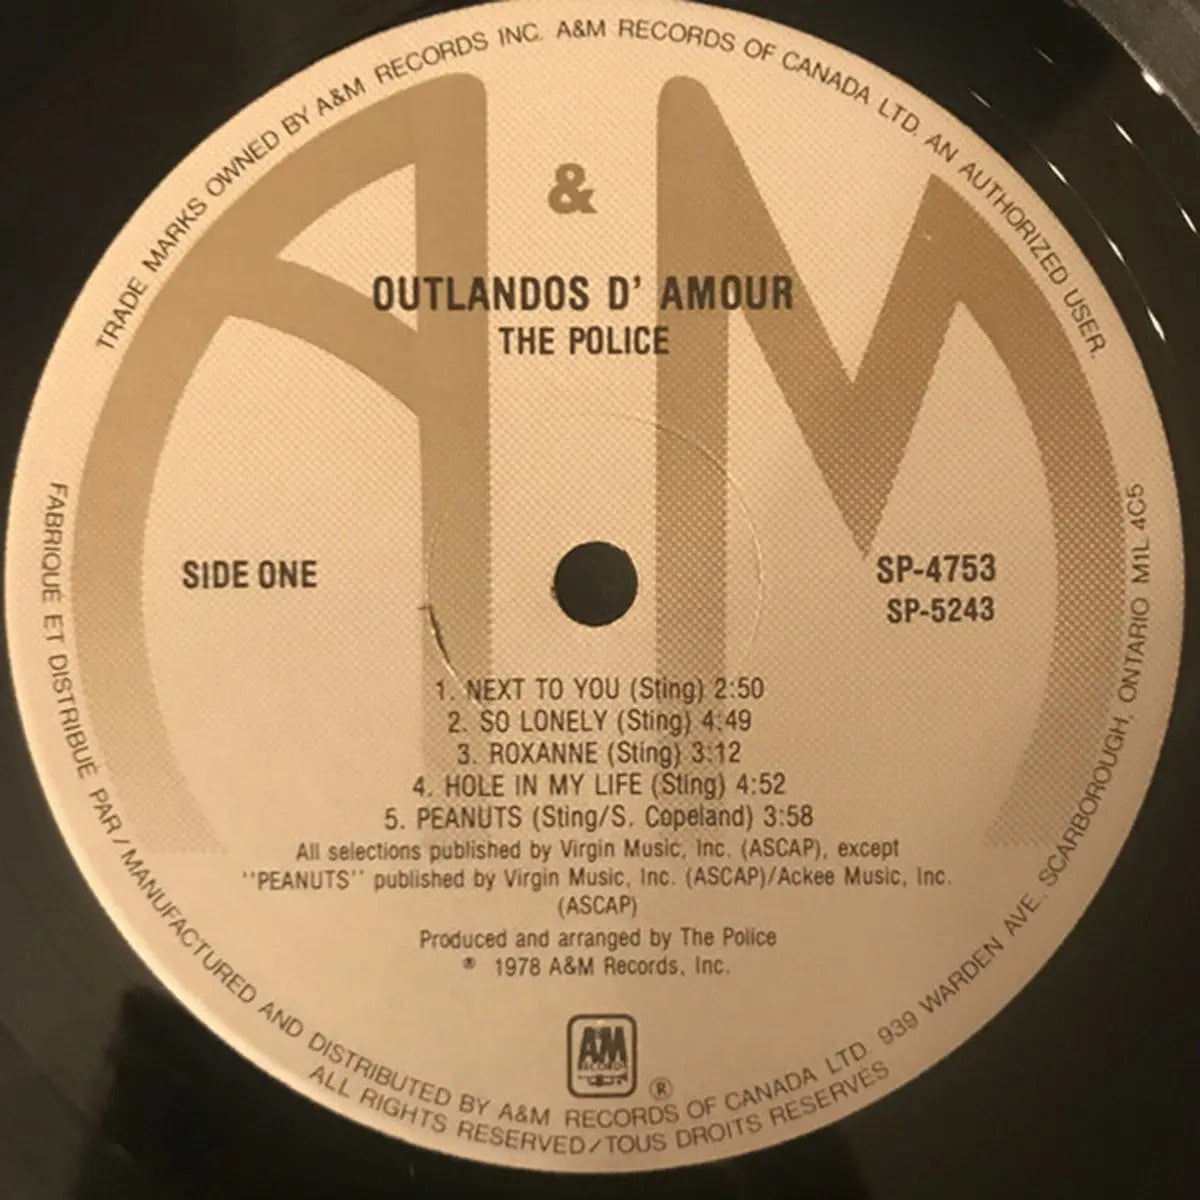 TRADE MARKS OWNED BY A&M RECORDS INC. A&M RECORDS OF CANADA LTD. AN AUTHORIZED USER.
&
OUTLANDOS D' AMOUR
THE POLICE
SIDE ONE
SP-4753
SP-5243
1. NEXT TO YOU (Sting) 2:50
2. SO LONELY (Sting) 4:49
3. ROXANNE (Sting) 3:12
4. HOLE IN MY LIFE (Sting) 4:52
5. PEANUTS (Sting/S. Copeland) 3:58
All selections published by Virgin Music, Inc. (ASCAP), except
"PEANUTS" published by Virgin Music, Inc. (ASCAP)/Ackee Music, Inc.
(ASCAP)
Produced and arranged by The Police
℗ 1978 A&M Records, Inc.
A&M
RECORDS
®
FABRIQUÉ ET DISTRIBUÉ PAR/MANUFACTURED AND DISTRIBUTED BY A&M RECORDS OF CANADA LTD. 939 WARDEN AVE., SCARBOROUGH, ONTARIO M1L 4C5
ALL RIGHTS RESERVED/TOUS DROITS RESERVÉS